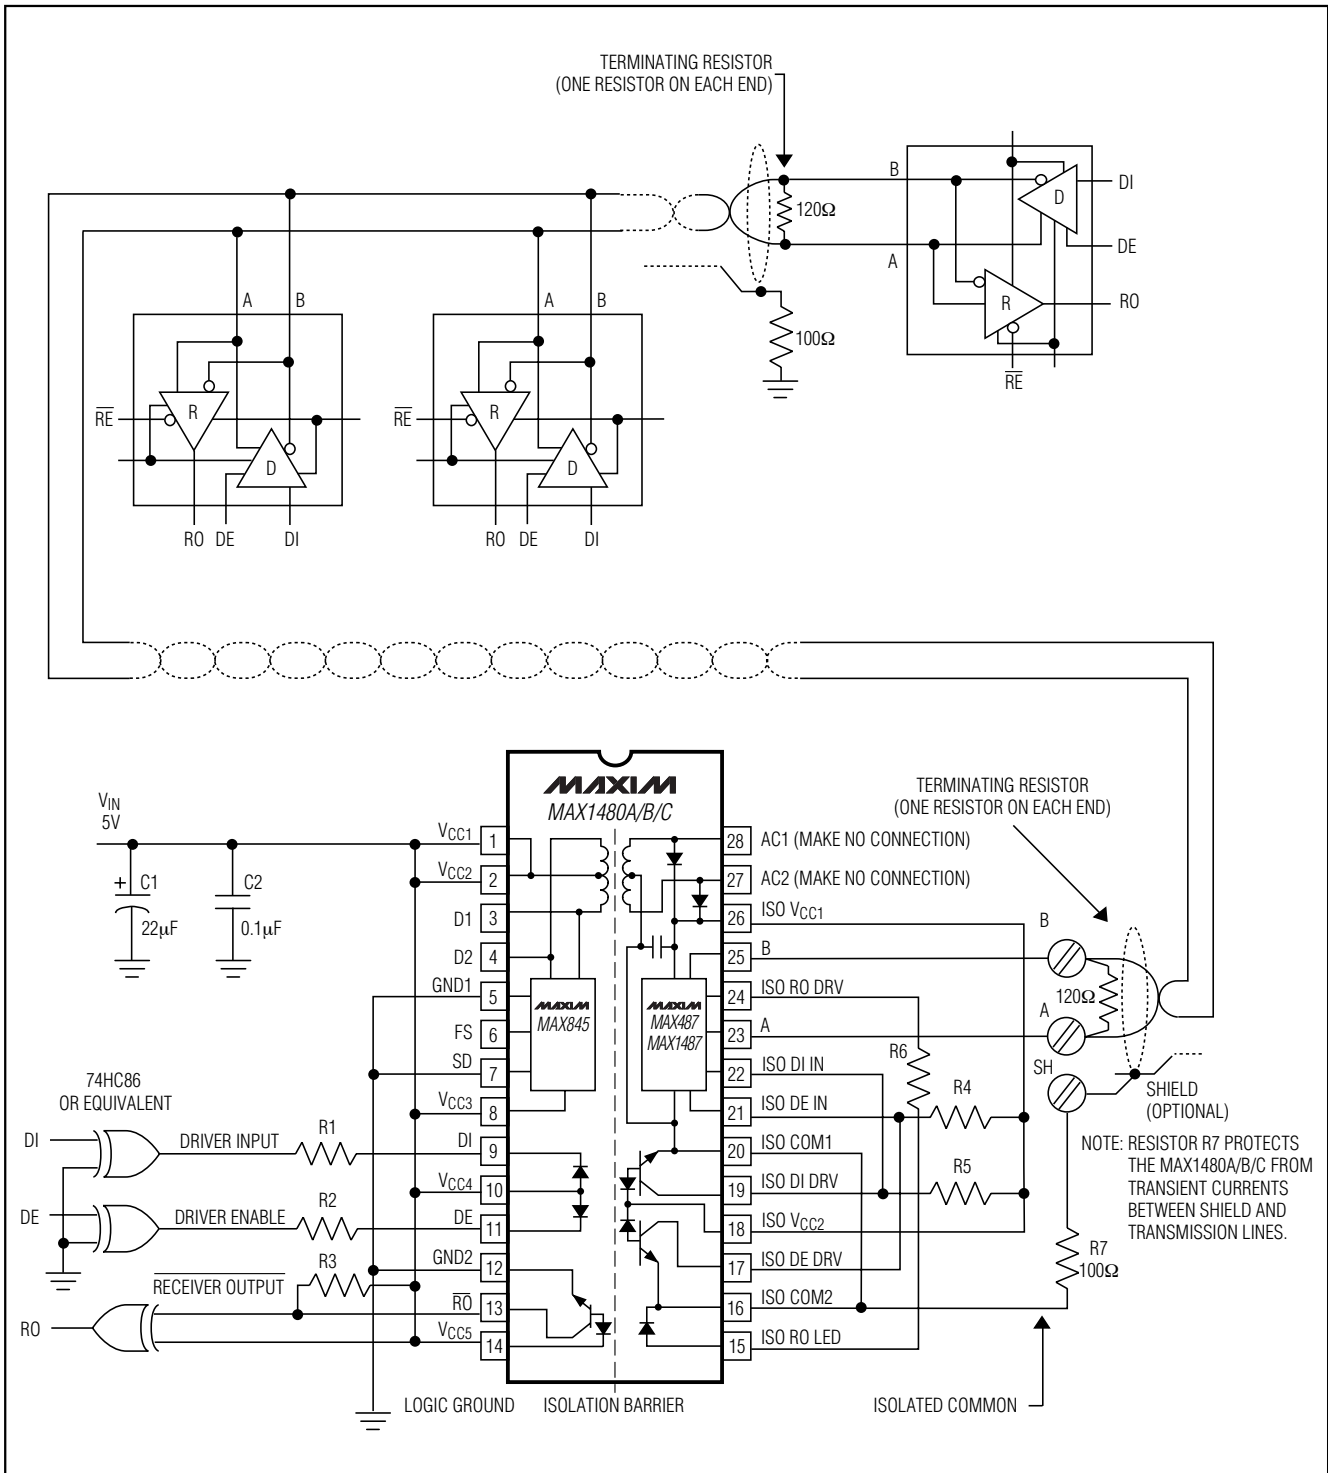 TERMINATING RESISTOR
(ONE RESISTOR ON EACH END)
B
DI
D
120Ω
DE
A
R
RO
100Ω
RE
A
B
A
B
RE
R
D
RE
R
D
RO DE DI
RO DE DI
MAXIM
MAX1480A/B/C
TERMINATING RESISTOR
(ONE RESISTOR ON EACH END)
VIN
5V
+ C1
22µF
C2
0.1µF
VCC1 1
VCC2 2
D1 3
D2 4
GND1 5
FS 6
SD 7
VCC3 8
DI 9
VCC4 10
DE 11
GND2 12
RO 13
VCC5 14
MAXIM
MAX845
MAXIM
MAX487
MAX1487
28 AC1 (MAKE NO CONNECTION)
27 AC2 (MAKE NO CONNECTION)
26 ISO VCC1
25 B
24 ISO RO DRV
23 A
22 ISO DI IN
21 ISO DE IN
20 ISO COM1
19 ISO DI DRV
18 ISO VCC2
17 ISO DE DRV
16 ISO COM2
15 ISO RO LED
74HC86
OR EQUIVALENT
DI
DRIVER INPUT
R1
DE
DRIVER ENABLE
R2
RECEIVER OUTPUT
R3
RO
R6
R4
R5
B
120Ω
A
SH
SHIELD
(OPTIONAL)
NOTE: RESISTOR R7 PROTECTS
THE MAX1480A/B/C FROM
TRANSIENT CURRENTS
BETWEEN SHIELD AND
TRANSMISSION LINES.
R7
100Ω
LOGIC GROUND
ISOLATION BARRIER
ISOLATED COMMON